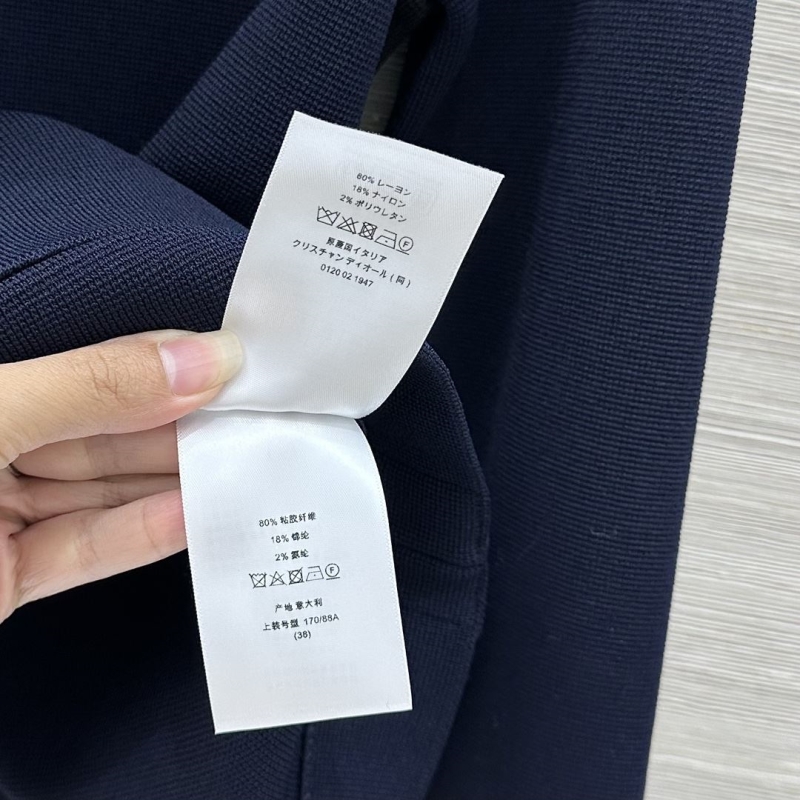 80% レーヨン
18% ナイロン
2% ポリウレタン
F
原産国イタリア
クリスチャン ディオール (同)
0120 02 1947
80% 粘胶纤维
18% 锦纶
2% 氨纶
F
产地 意大利
上装号型 170/88A
(38)